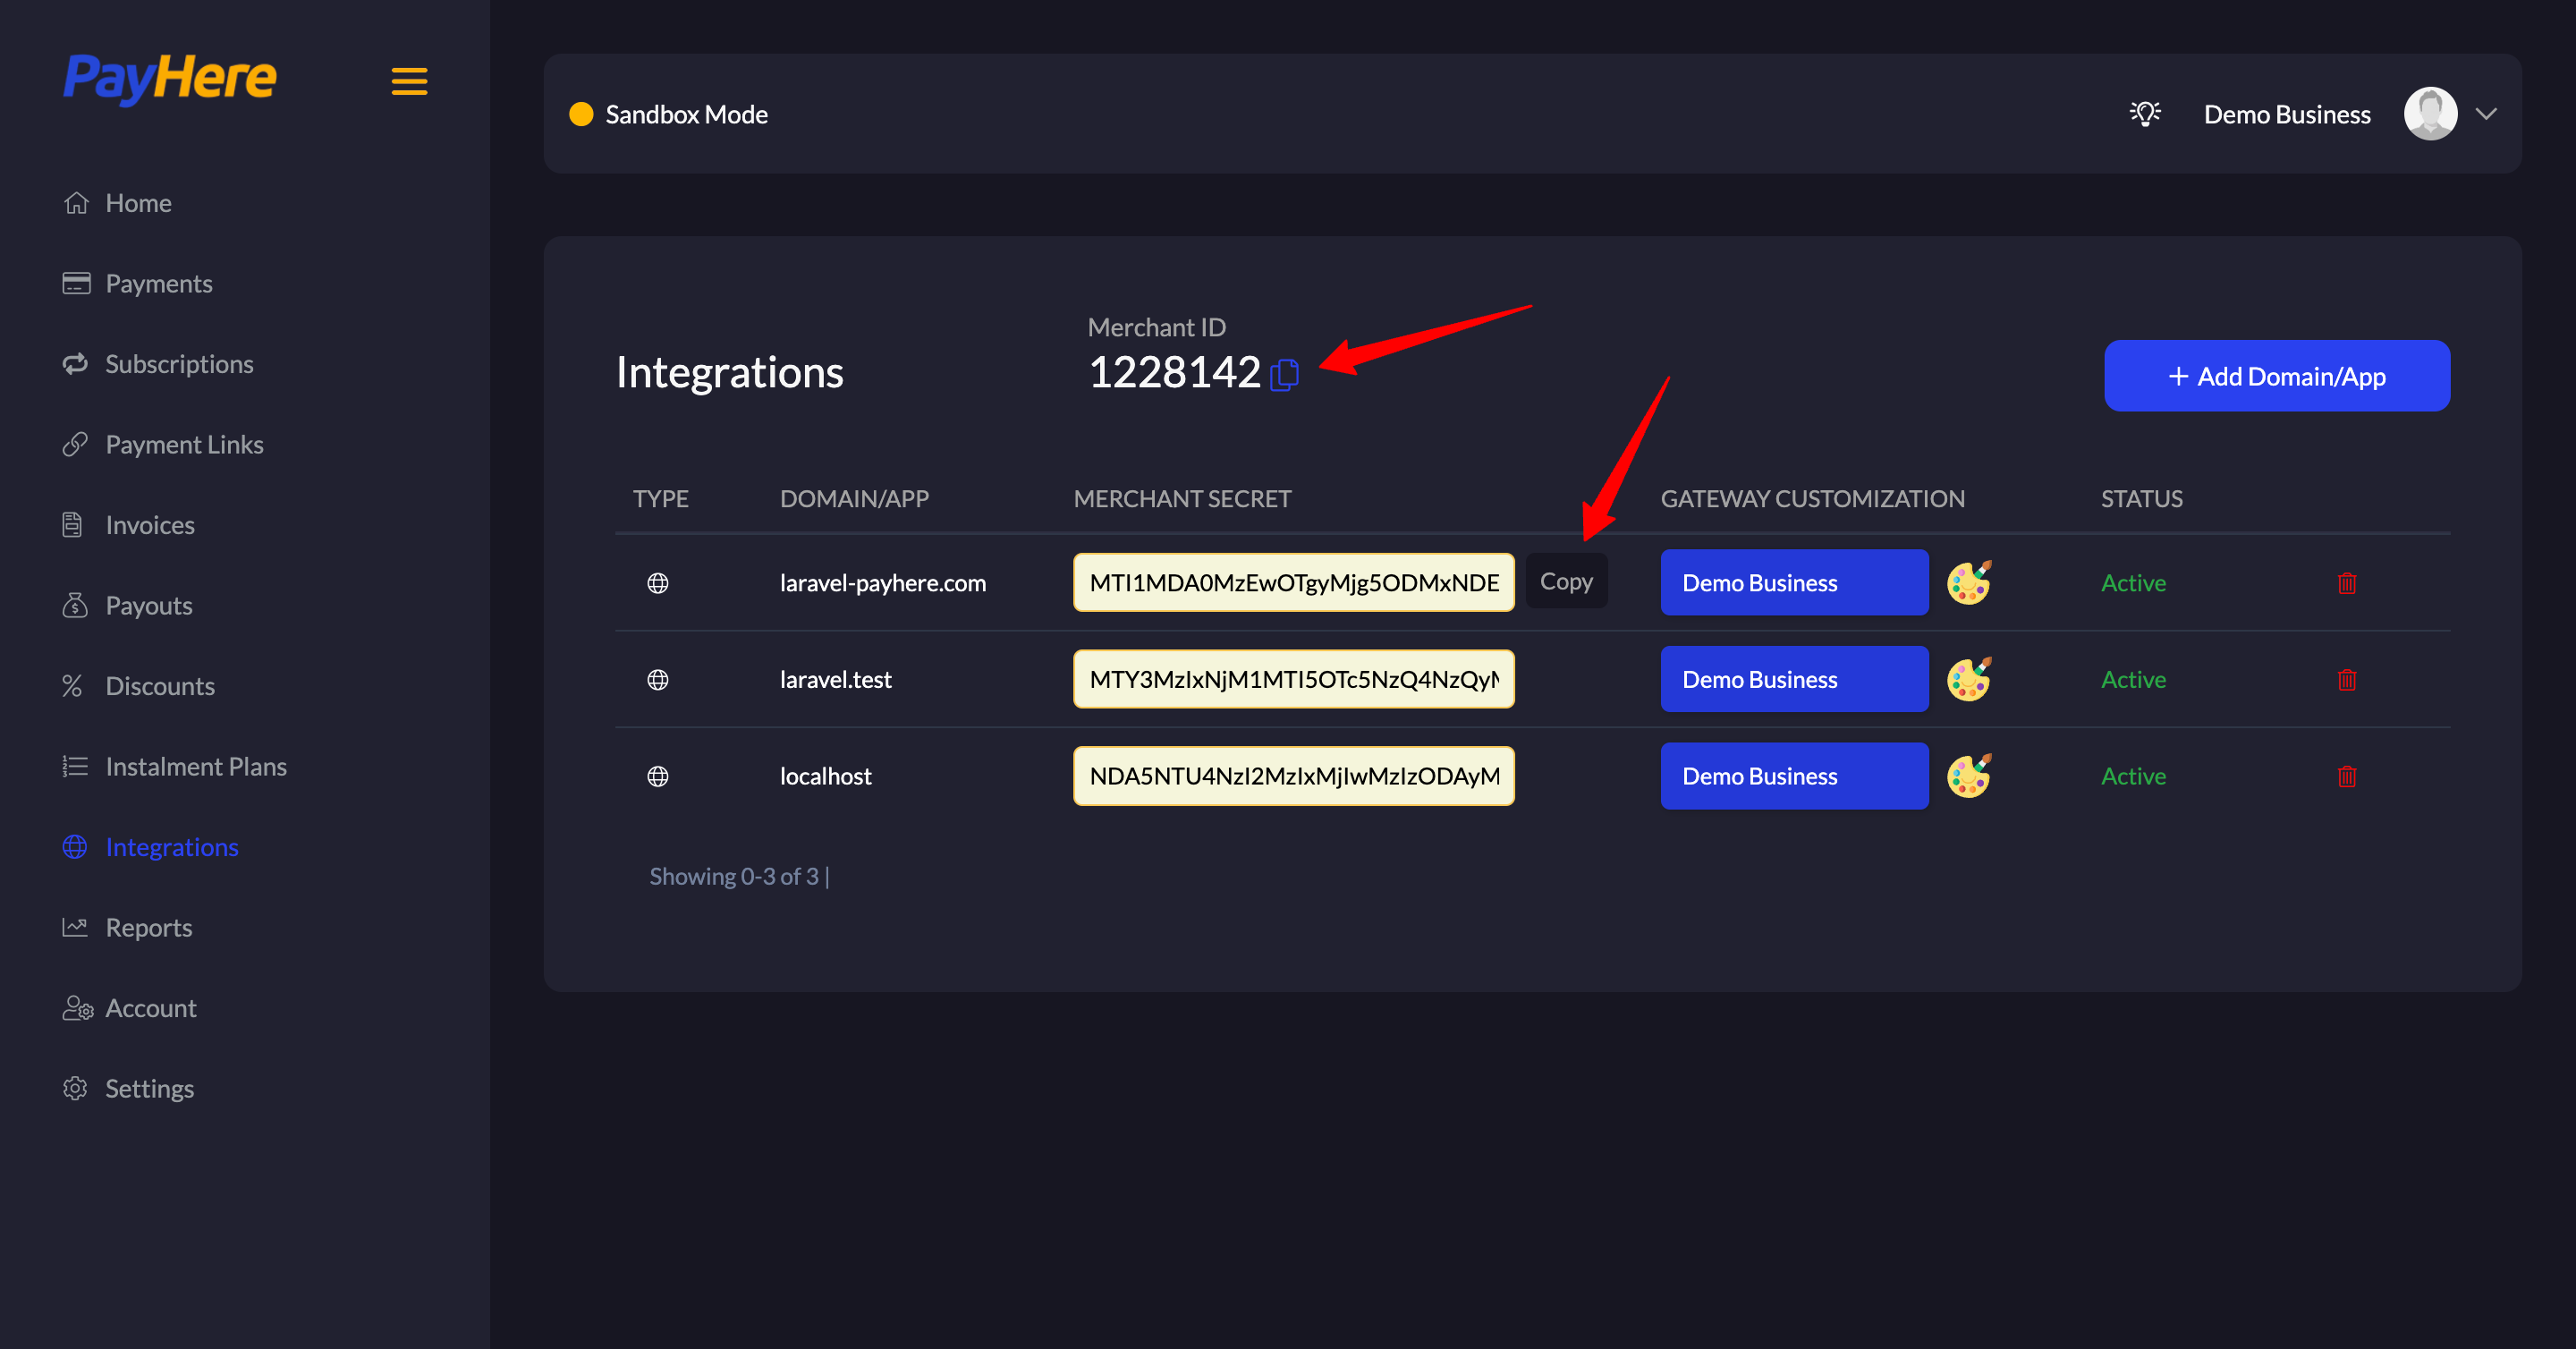 PayHere
Home
Payments
Subscriptions
Payment Links
Invoices
Payouts
Discounts
Instalment Plans
Integrations
Reports
Account
Settings
Sandbox Mode
Demo Business
Integrations
Merchant ID
1228142
+ Add Domain/App
TYPE DOMAIN/APP MERCHANT SECRET GATEWAY CUSTOMIZATION STATUS
laravel-payhere.com MTI1MDA0MzEwOTgyMjg5ODMxNDE Copy Demo Business Active
laravel.test MTY3MzIxNjM1MTI5OTc5NzQ4NzQyM Demo Business Active
localhost NDA5NTU4NzI2MzIxMjIwMzIzODAyM Demo Business Active
Showing 0-3 of 3 |